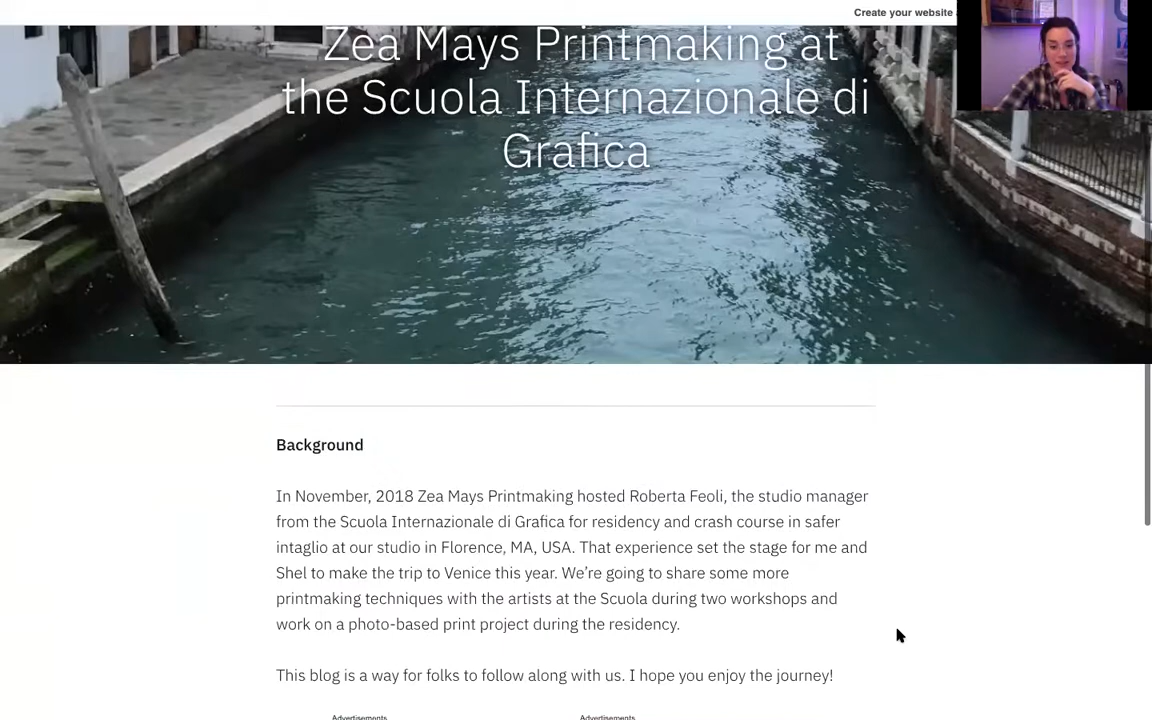 Create your website
Zea Mays Printmaking at
the Scuola Internazionale di
Grafica
Background
In November, 2018 Zea Mays Printmaking hosted Roberta Feoli, the studio manager
from the Scuola Internazionale di Grafica for residency and crash course in safer
intaglio at our studio in Florence, MA, USA. That experience set the stage for me and
Shel to make the trip to Venice this year. We’re going to share some more
printmaking techniques with the artists at the Scuola during two workshops and
work on a photo-based print project during the residency.
This blog is a way for folks to follow along with us. I hope you enjoy the journey!
Advertisements
Advertisements